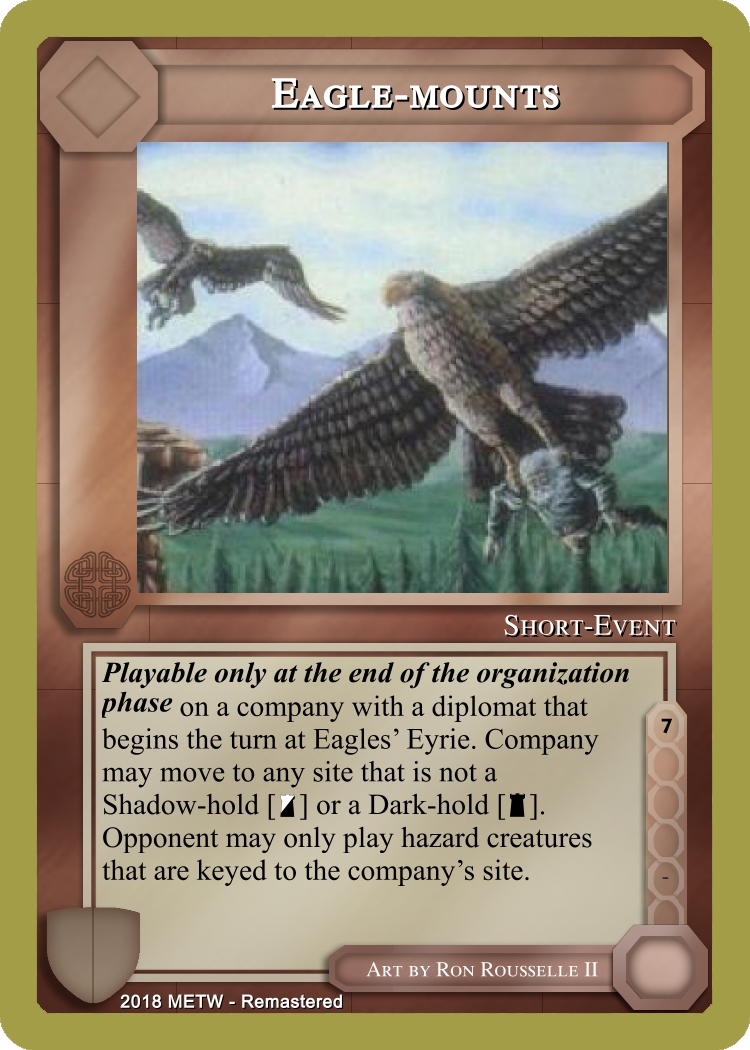 Eagle-mounts
Short-Event
Playable only at the end of the organization
phase on a company with a diplomat that
begins the turn at Eagles’ Eyrie. Company
may move to any site that is not a
Shadow-hold [ ] or a Dark-hold [ ].
Opponent may only play hazard creatures
that are keyed to the company’s site.
7
-
Art by Ron Rousselle II
2018 METW - Remastered